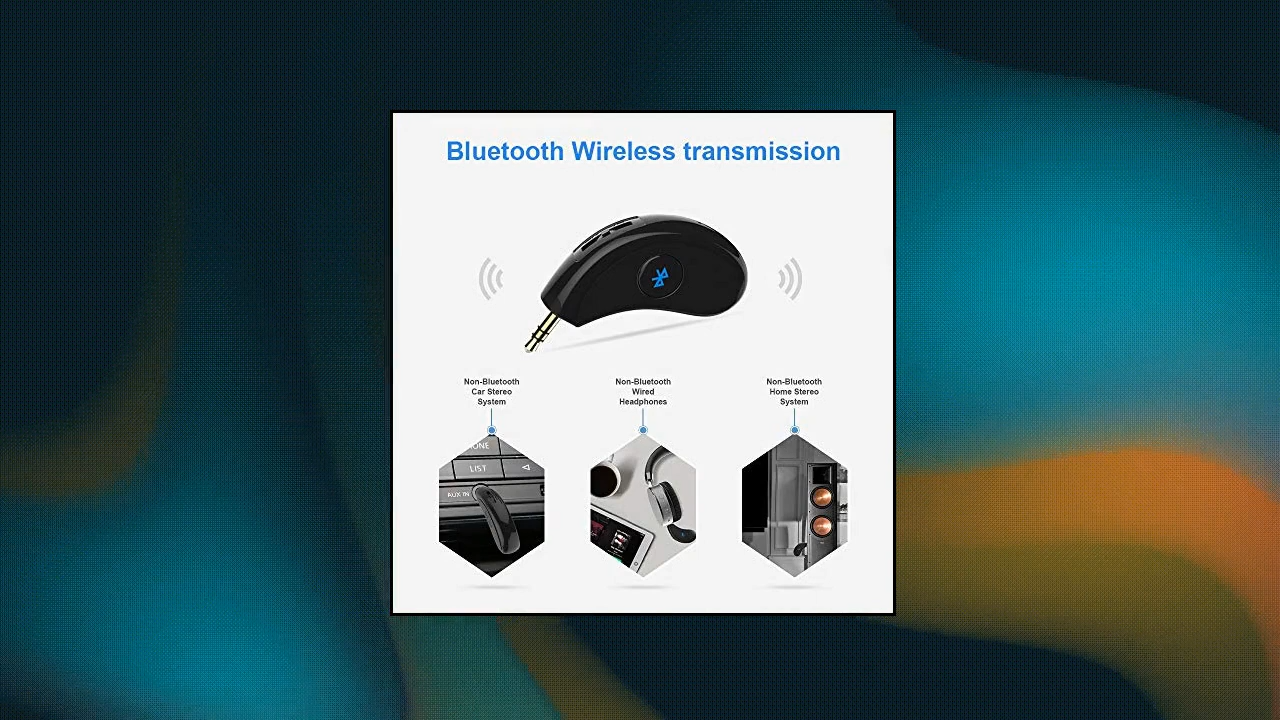 Bluetooth Wireless transmission
Non-Bluetooth
Car Stereo
System
Non-Bluetooth
Wired
Headphones
Non-Bluetooth
Home Stereo
System
ONE
LIST
AUX IN